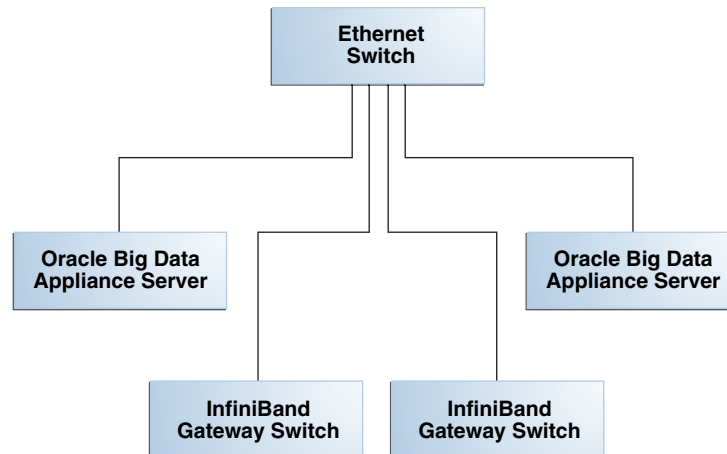 Ethernet
Switch
Oracle Big Data
Appliance Server
Oracle Big Data
Appliance Server
InfiniBand
Gateway Switch
InfiniBand
Gateway Switch